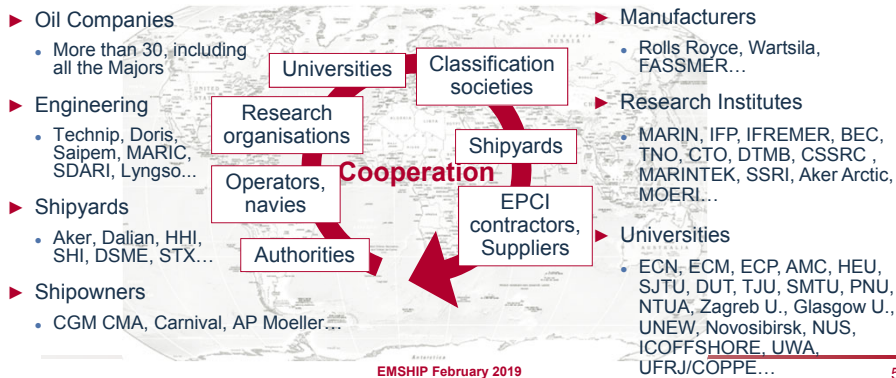 ► Oil Companies
• More than 30, including
all the Majors
► Engineering
• Technip, Doris,
Saipem, MARIC,
SDARI, Lyngso...
► Shipyards
• Aker, Dalian, HHI,
SHI, DSME, STX…
► Shipowners
• CGM CMA, Carnival, AP Moeller…
Universities
Classification
societies
Research
organisations
Shipyards
Cooperation
Operators,
navies
EPCI
contractors,
Suppliers
Authorities
► Manufacturers
• Rolls Royce, Wartsila,
FASSMER…
► Research Institutes
• MARIN, IFP, IFREMER, BEC,
TNO, CTO, DTMB, CSSRC ,
MARINTEK, SSRI, Aker Arctic,
MOERI…
► Universities
• ECN, ECM, ECP, AMC, HEU,
SJTU, DUT, TJU, SMTU, PNU,
NTUA, Zagreb U., Glasgow U.,
UNEW, Novosibirsk, NUS,
ICOFFSHORE, UWA,
UFRJ/COPPE…
Antarctica
EMSHIP February 2019
5